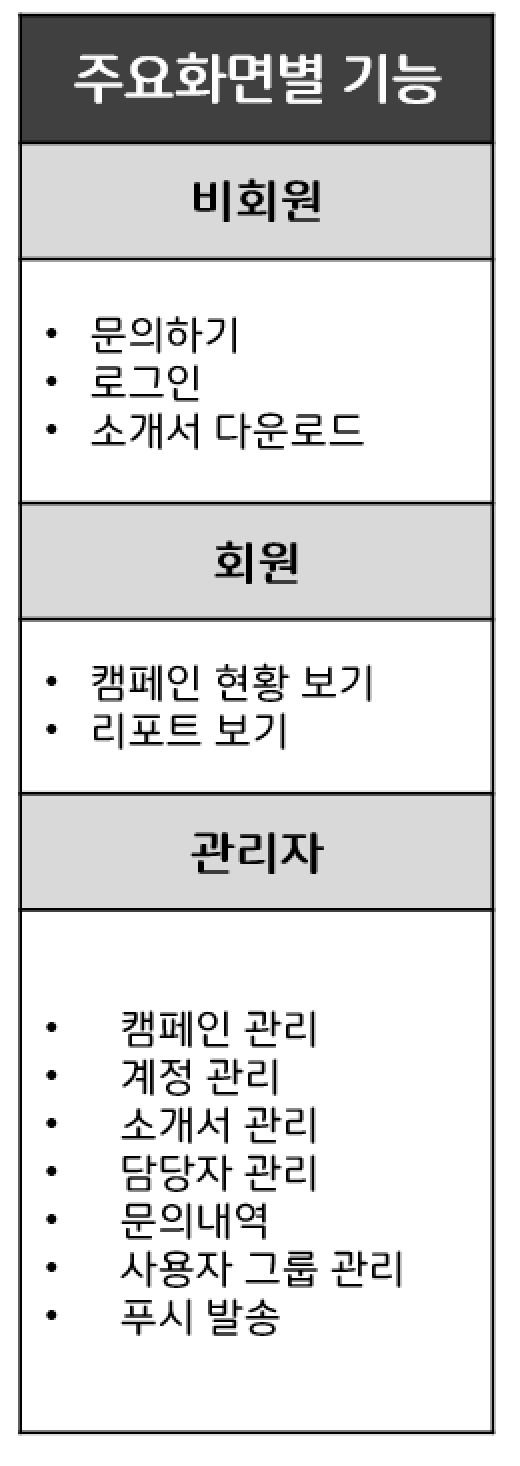 주요화면별 기능
비회원
• 문의하기
• 로그인
• 소개서 다운로드
회원
• 캠페인 현황 보기
• 리포트 보기
관리자
• 캠페인 관리
• 계정 관리
• 소개서 관리
• 담당자 관리
• 문의내역
• 사용자 그룹 관리
• 푸시 발송